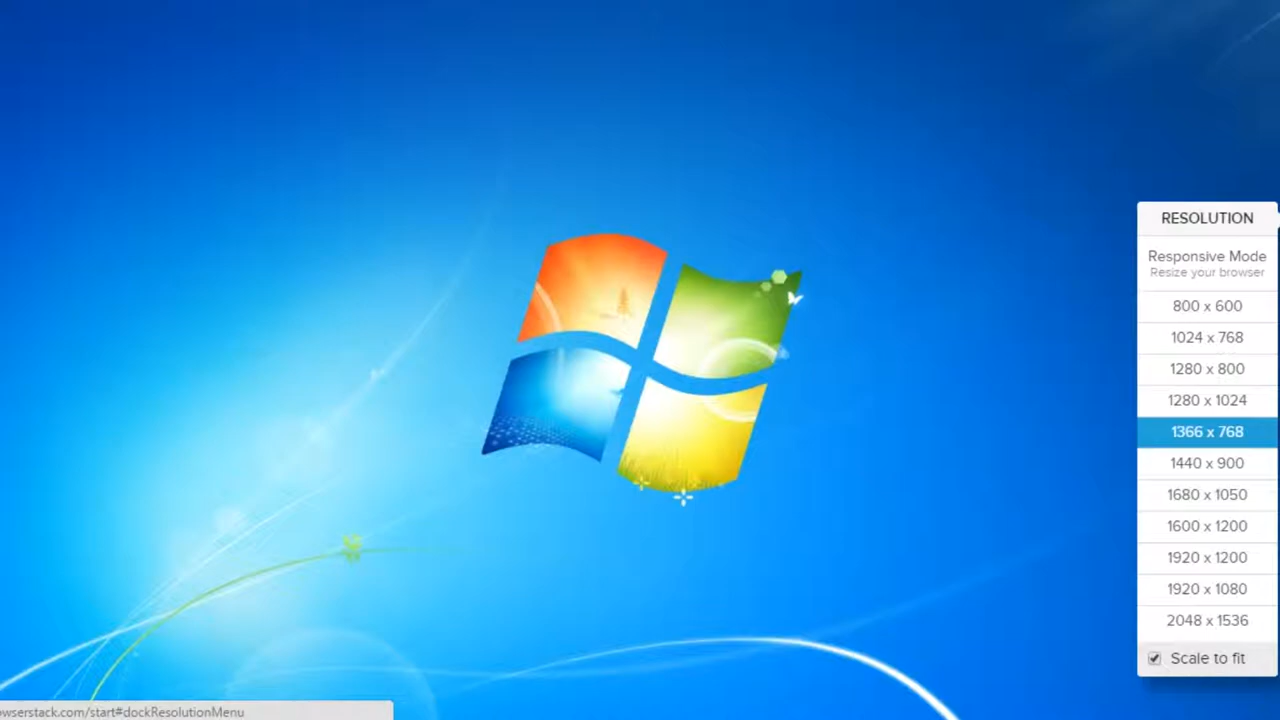 RESOLUTION
Responsive Mode
Resize your browser
800 x 600
1024 x 768
1280 x 800
1280 x 1024
1366 x 768
1440 x 900
1680 x 1050
1600 x 1200
1920 x 1200
1920 x 1080
2048 x 1536
Scale to fit
owserstack.com/start#dockResolutionMenu